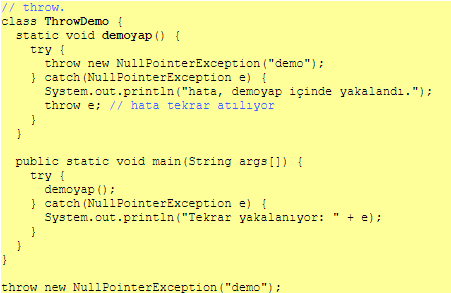 // throw.
class ThrowDemo {
  static void demoyap() {
    try {
      throw new NullPointerException("demo");
    } catch(NullPointerException e) {
      System.out.println("hata, demoyap içinde yakalandı.");
      throw e; // hata tekrar atılıyor
    }
  }

  public static void main(String args[]) {
    try {
      demoyap();
    } catch(NullPointerException e) {
      System.out.println("Tekrar yakalanıyor: " + e);
    }
  }
}

throw new NullPointerException("demo");